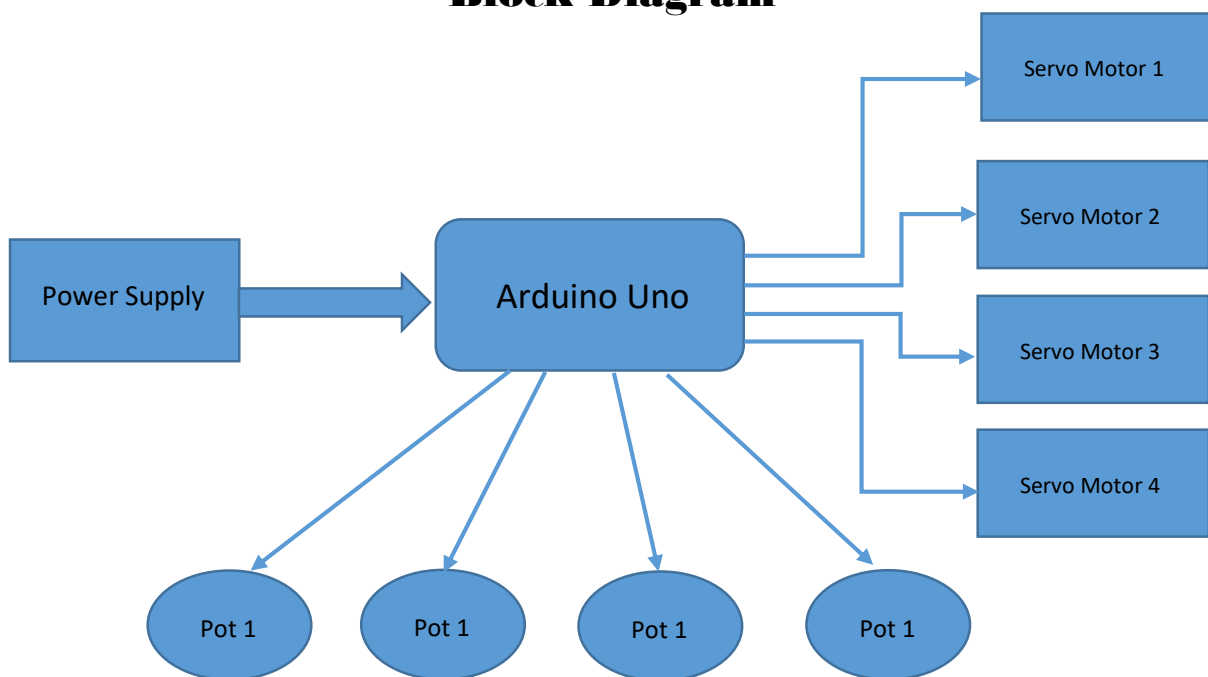 Block Diagram
Servo Motor 1
Servo Motor 2
Power Supply
Arduino Uno
Servo Motor 3
Servo Motor 4
Pot 1
Pot 1
Pot 1
Pot 1